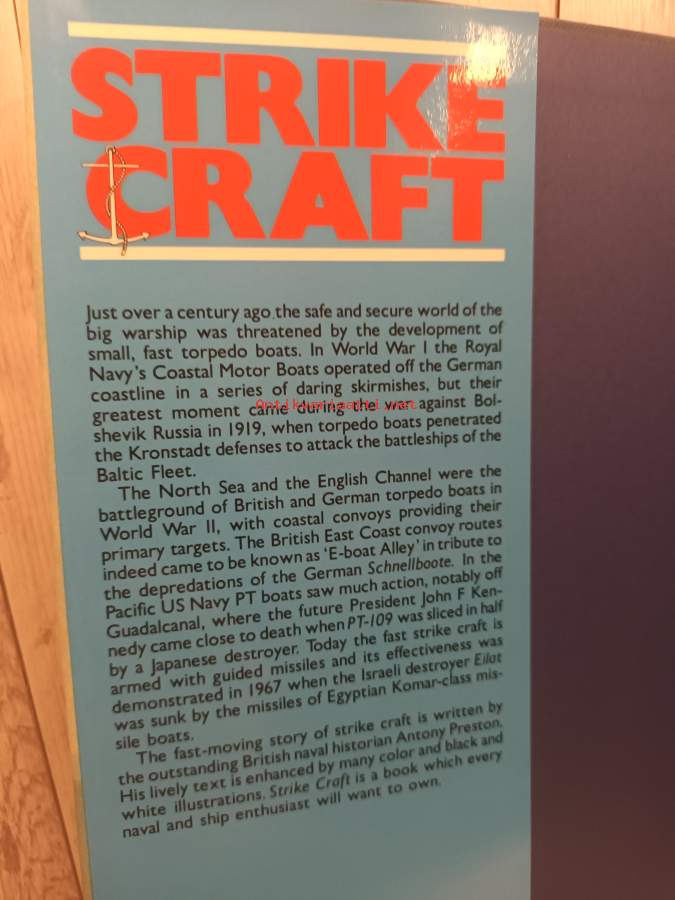 STRIKE
CRAFT
Just over a century ago, the safe and secure world of the
big warship was threatened by the development of
small, fast torpedo boats. In World War I the Royal
Navy's Coastal Motor Boats operated off the German
coastline in a series of daring skirmishes, but their
greatest moment came during the war against Bol-
shevik Russia in 1919, when torpedo boats penetrated
the Kronstadt defenses to attack the battleships of the
Baltic Fleet.
The North Sea and the English Channel were the
battleground of British and German torpedo boats in
World War II, with coastal convoys providing their
primary targets. The British East Coast convoy routes
indeed came to be known as 'E-boat Alley' in tribute to
the depredations of the German Schnellboote. In the
Pacific US Navy PT boats saw much action, notably off
Guadalcanal, where the future President John F Ken-
nedy came close to death when PT-109 was sliced in half
by a Japanese destroyer. Today the fast strike craft is
armed with guided missiles and its effectiveness was
demonstrated in 1967 when the Israeli destroyer Eilat
was sunk by the missiles of Egyptian Komar-class mis-
sile boats.
The fast-moving story of strike craft is written by
the outstanding British naval historian Antony Preston.
His lively text is enhanced by many color and black and
white illustrations. Strike Craft is a book which every
naval and ship enthusiast will want to own.